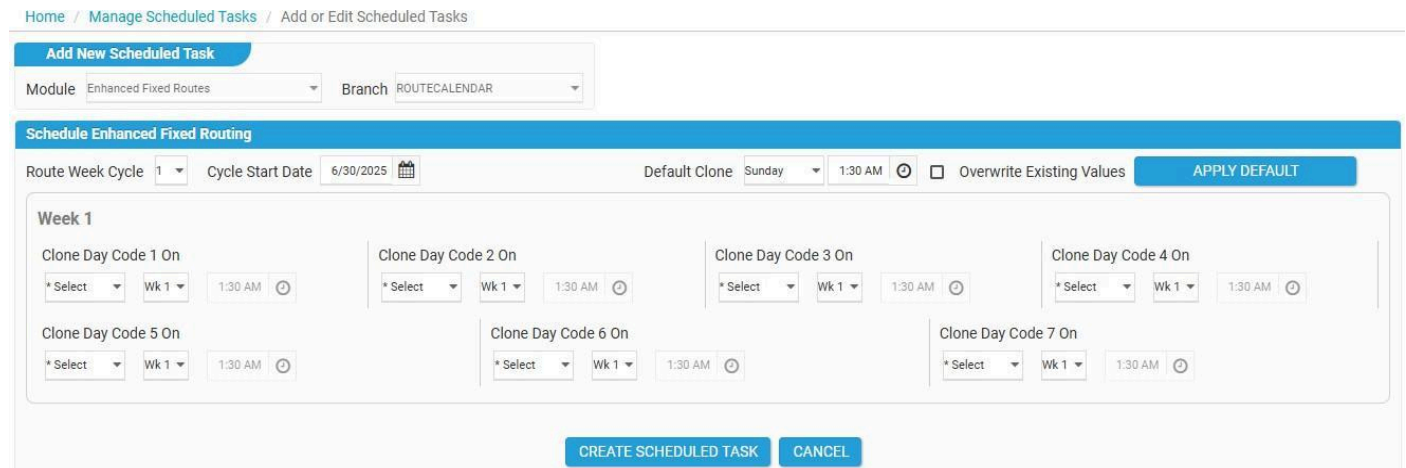 Home / Manage Scheduled Tasks / Add or Edit Scheduled Tasks
Add New Scheduled Task
Module Enhanced Fixed Routes Branch ROUTECALENDAR
Schedule Enhanced Fixed Routing
Route Week Cycle 1 Cycle Start Date 6/30/2025 Default Clone Sunday 1:30 AM Overwrite Existing Values APPLY DEFAULT
Week 1
Clone Day Code 1 On Clone Day Code 2 On Clone Day Code 3 On Clone Day Code 4 On
* Select Wk 1 1:30 AM * Select Wk 1 1:30 AM * Select Wk 1 1:30 AM * Select Wk 1 1:30 AM
Clone Day Code 5 On Clone Day Code 6 On Clone Day Code 7 On
* Select Wk 1 1:30 AM * Select Wk 1 1:30 AM * Select Wk 1 1:30 AM
CREATE SCHEDULED TASK CANCEL